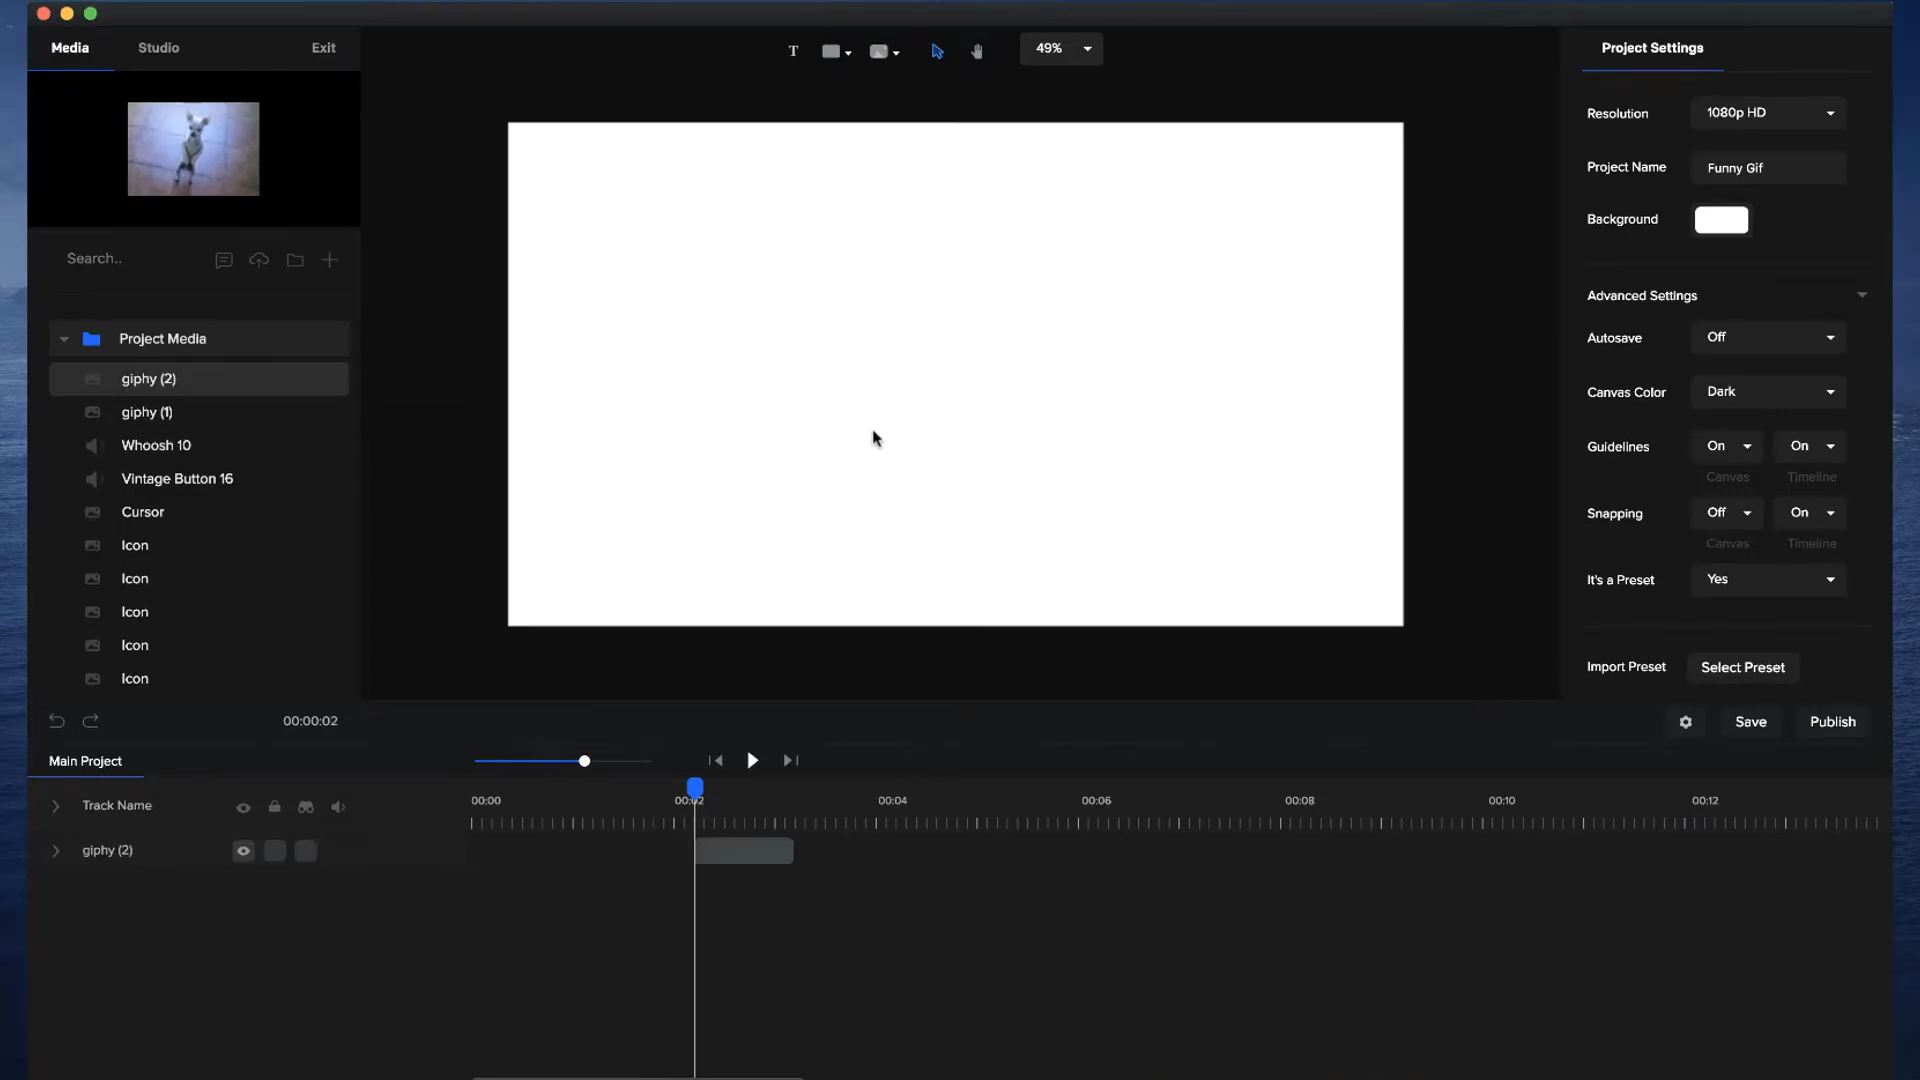 Media Studio Exit
T 49%
Project Settings
Resolution 1080p HD
Project Name Funny Gif
Background
Advanced Settings
Autosave Off
Canvas Color Dark
Guidelines On On
Canvas Timeline
Snapping Off On
Canvas Timeline
It's a Preset Yes
Import Preset Select Preset
Search..
Project Media
giphy (2)
giphy (1)
Whoosh 10
Vintage Button 16
Cursor
Icon
Icon
Icon
Icon
Icon
00:00:02
Save Publish
Main Project
Track Name
00:00 00:02 00:04 00:06 00:08 00:10 00:12
giphy (2)